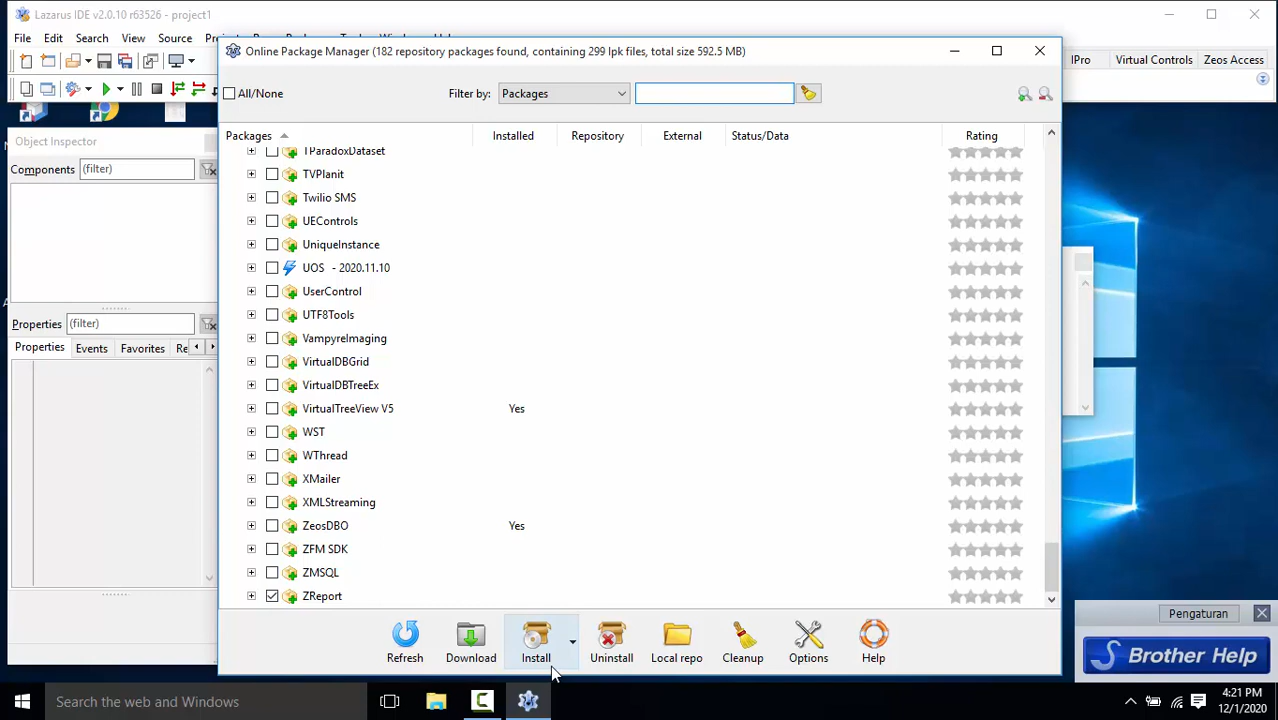 Lazarus IDE v2.0.10 r63526 - project1
File Edit Search View Source
Online Package Manager (182 repository packages found, containing 299 lpk files, total size 592.5 MB)
IPro Virtual Controls Zeos Access
All/None Filter by: Packages
Object Inspector
Components (filter)
Packages Installed Repository External Status/Data Rating
TParadoxDataset
TVPlanit
Twilio SMS
UEControls
UniqueInstance
UOS - 2020.11.10
UserControl
Properties (filter)
UTF8Tools
Properties Events Favorites Re
VampyreImaging
VirtualDBGrid
VirtualDBTreeEx
VirtualTreeView V5 Yes
WST
WThread
XMailer
XMLStreaming
ZeosDBO Yes
ZFM SDK
ZMSQL
ZReport
Refresh Download Install Uninstall Local repo Cleanup Options Help
Pengaturan
Brother Help
Search the web and Windows
4:21 PM
12/1/2020